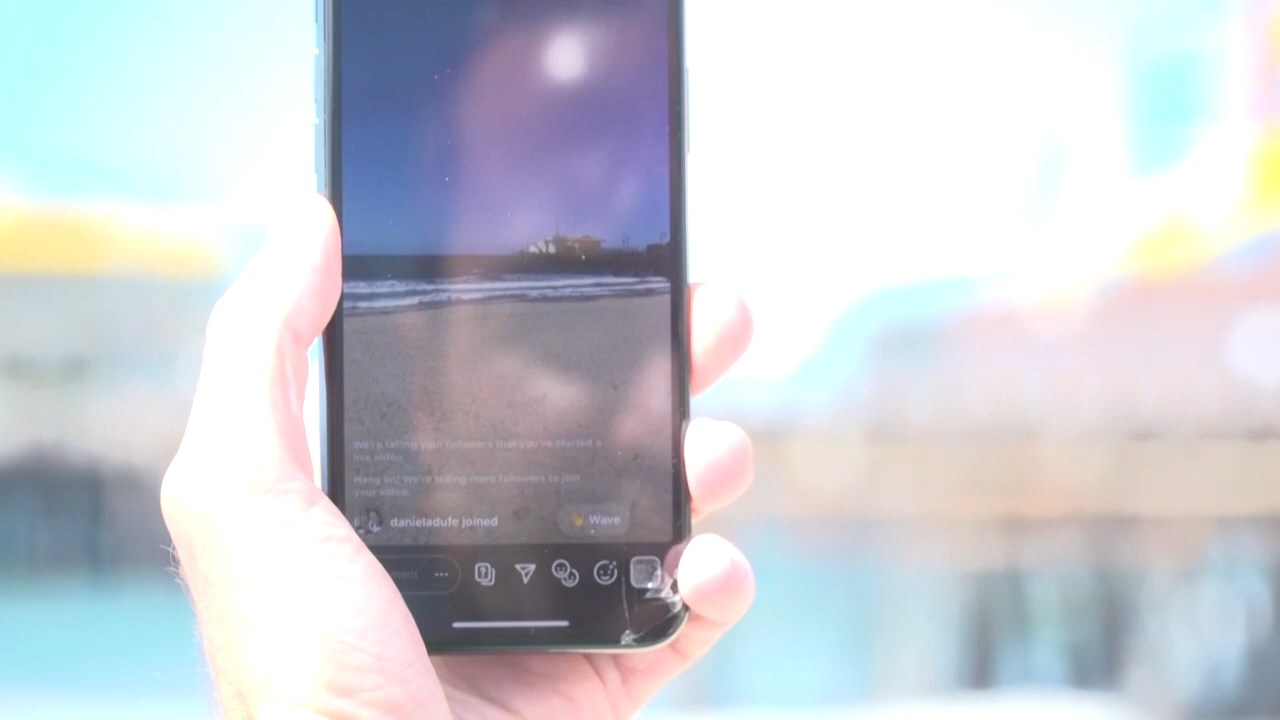 We're telling your followers that you've started a
live video.
Hang on! We're telling more followers to join
your video.
danieladufe joined
👋 Wave
ment